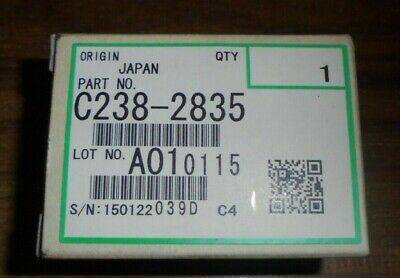 ORIGIN QTY
JAPAN 1
PART NO.
C238-2835
LOT NO. A010115
S/N:150122039D C4